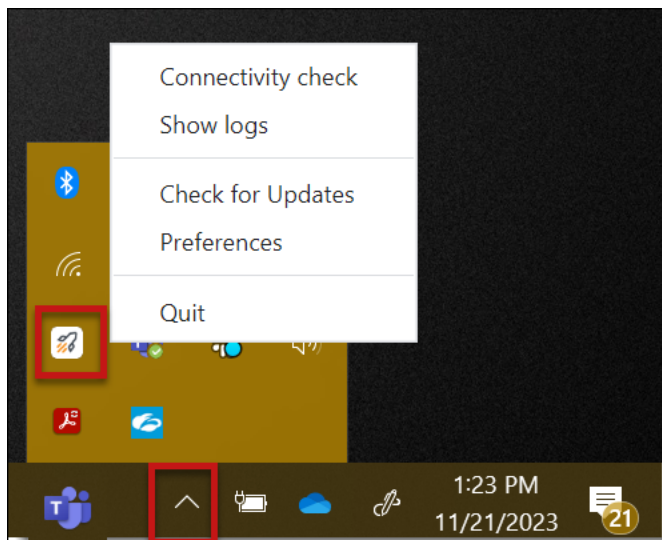 Connectivity check
Show logs
Check for Updates
Preferences
Quit
1:23 PM
11/21/2023
21